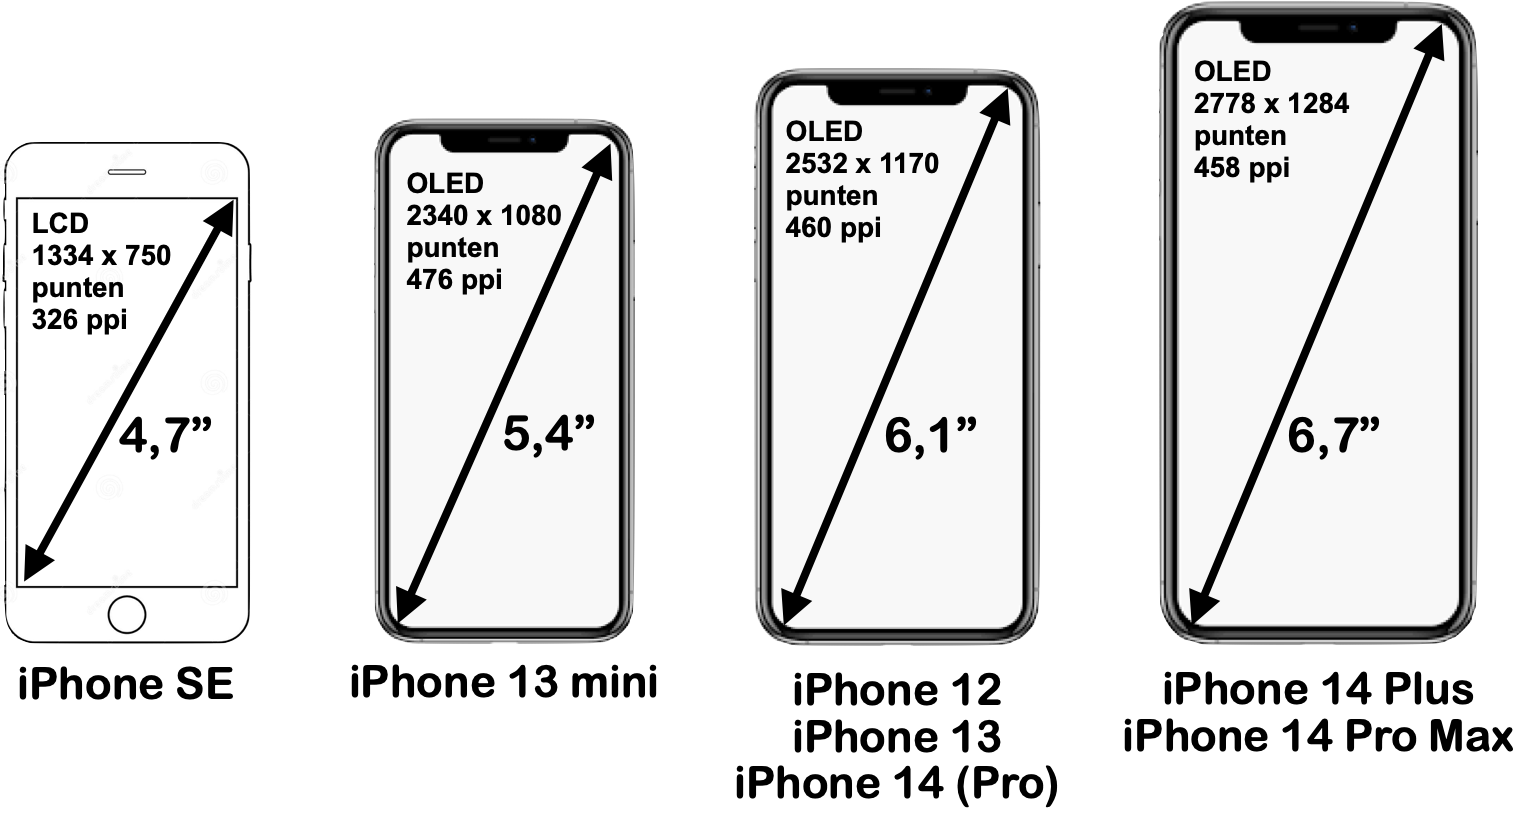 LCD
1334 x 750
punten
326 ppi
4,7”
iPhone SE
OLED
2340 x 1080
punten
476 ppi
5,4”
iPhone 13 mini
OLED
2532 x 1170
punten
460 ppi
6,1”
iPhone 12
iPhone 13
iPhone 14 (Pro)
OLED
2778 x 1284
punten
458 ppi
6,7”
iPhone 14 Plus
iPhone 14 Pro Max